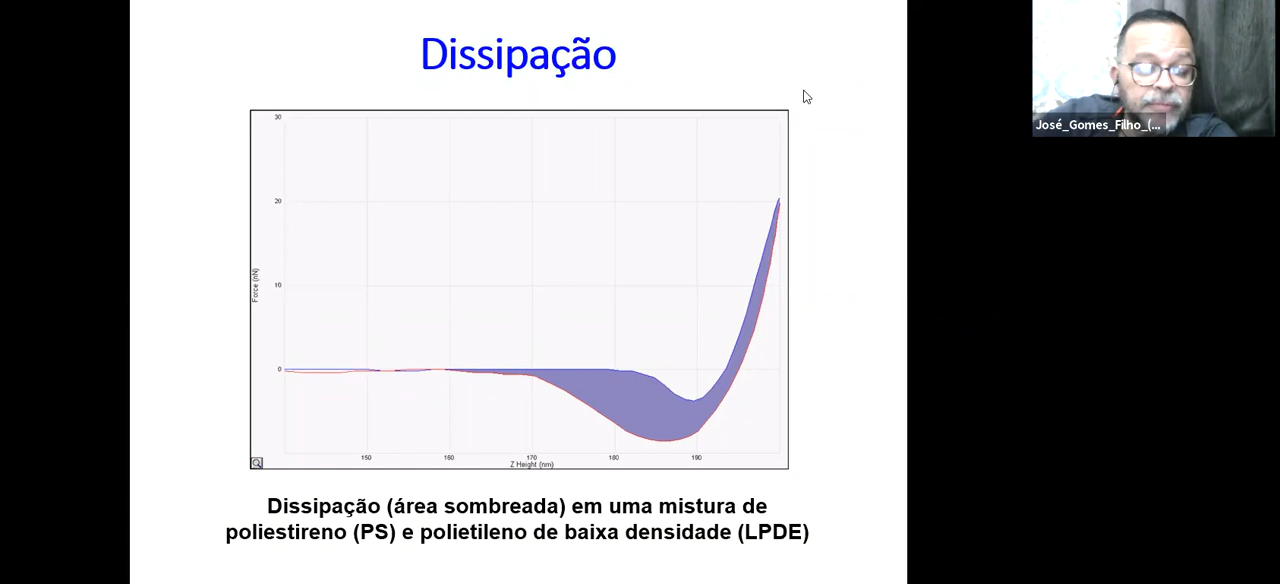 Dissipação
José_Gomes_Filho_(...
30
20
10
0
Force (nN)
150
160
170
180
190
Z Height (nm)
Dissipação (área sombreada) em uma mistura de
poliestireno (PS) e polietileno de baixa densidade (LPDE)